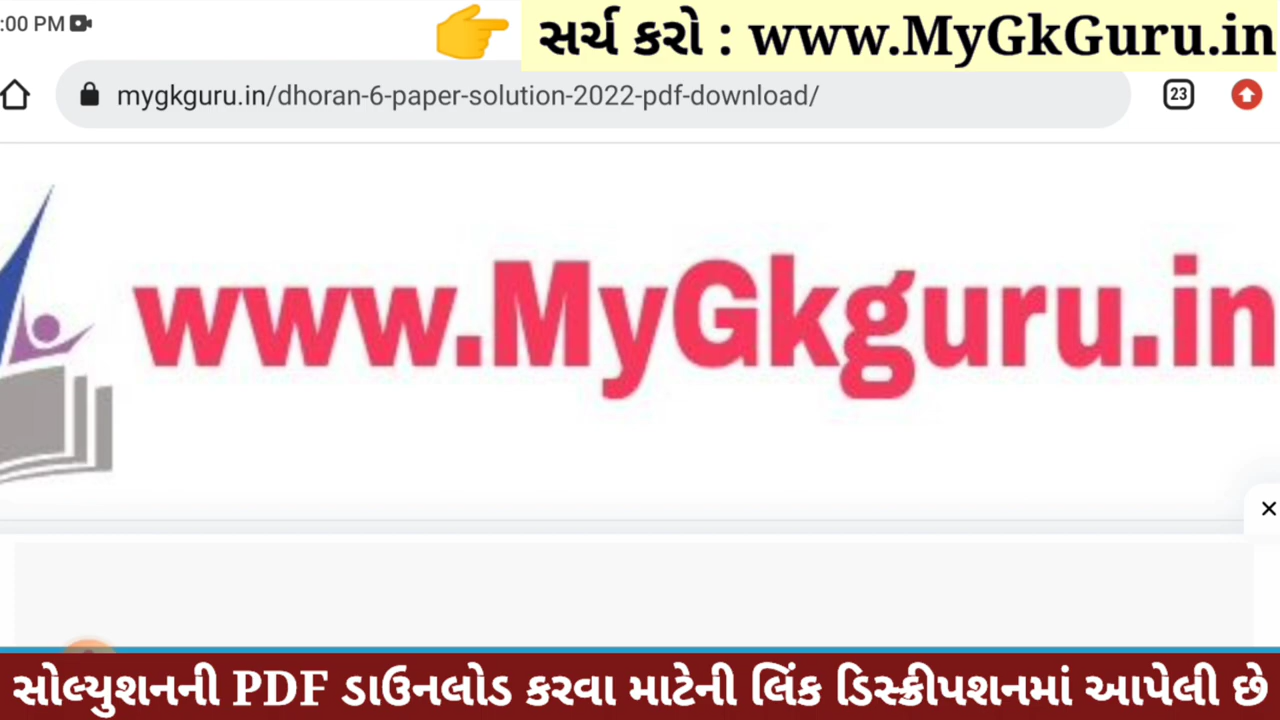 :00 PM
👉 સર્ચ કરો : www.MyGkGuru.in
mygkguru.in/dhoran-6-paper-solution-2022-pdf-download/
23
www.MyGkguru.in
સોલ્યુશનની PDF ડાઉનલોડ કરવા માટેની લિંક ડિસ્ક્રીપશનમાં આપેલી છે